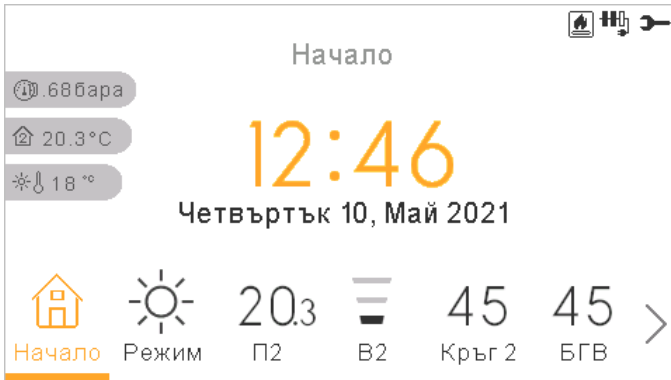 Начало
.68бара
2 20.3°C
18 °C
12:46
Четвъртък 10, Май 2021
20.3 45 45
Начало Режим П2 В2 Кръг 2 БГВ